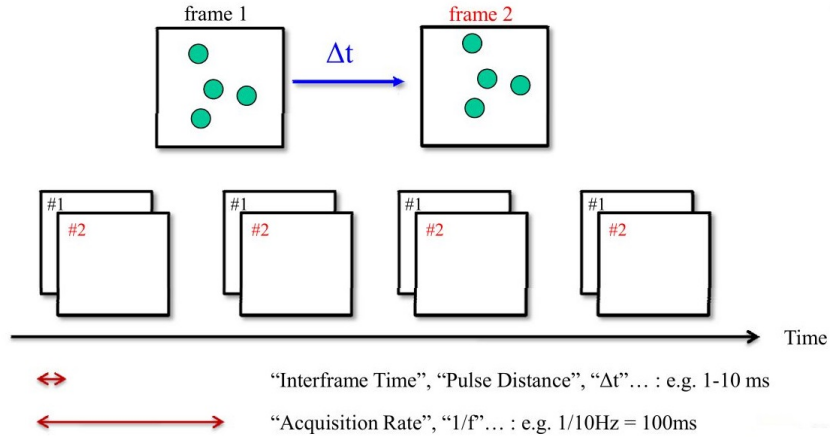 frame 1
frame 2
Δt
#1
#2
#1
#2
#1
#2
#1
#2
Time
“Interframe Time”, “Pulse Distance”, “Δt”… : e.g. 1-10 ms
“Acquisition Rate”, “1/f”… : e.g. 1/10Hz = 100ms